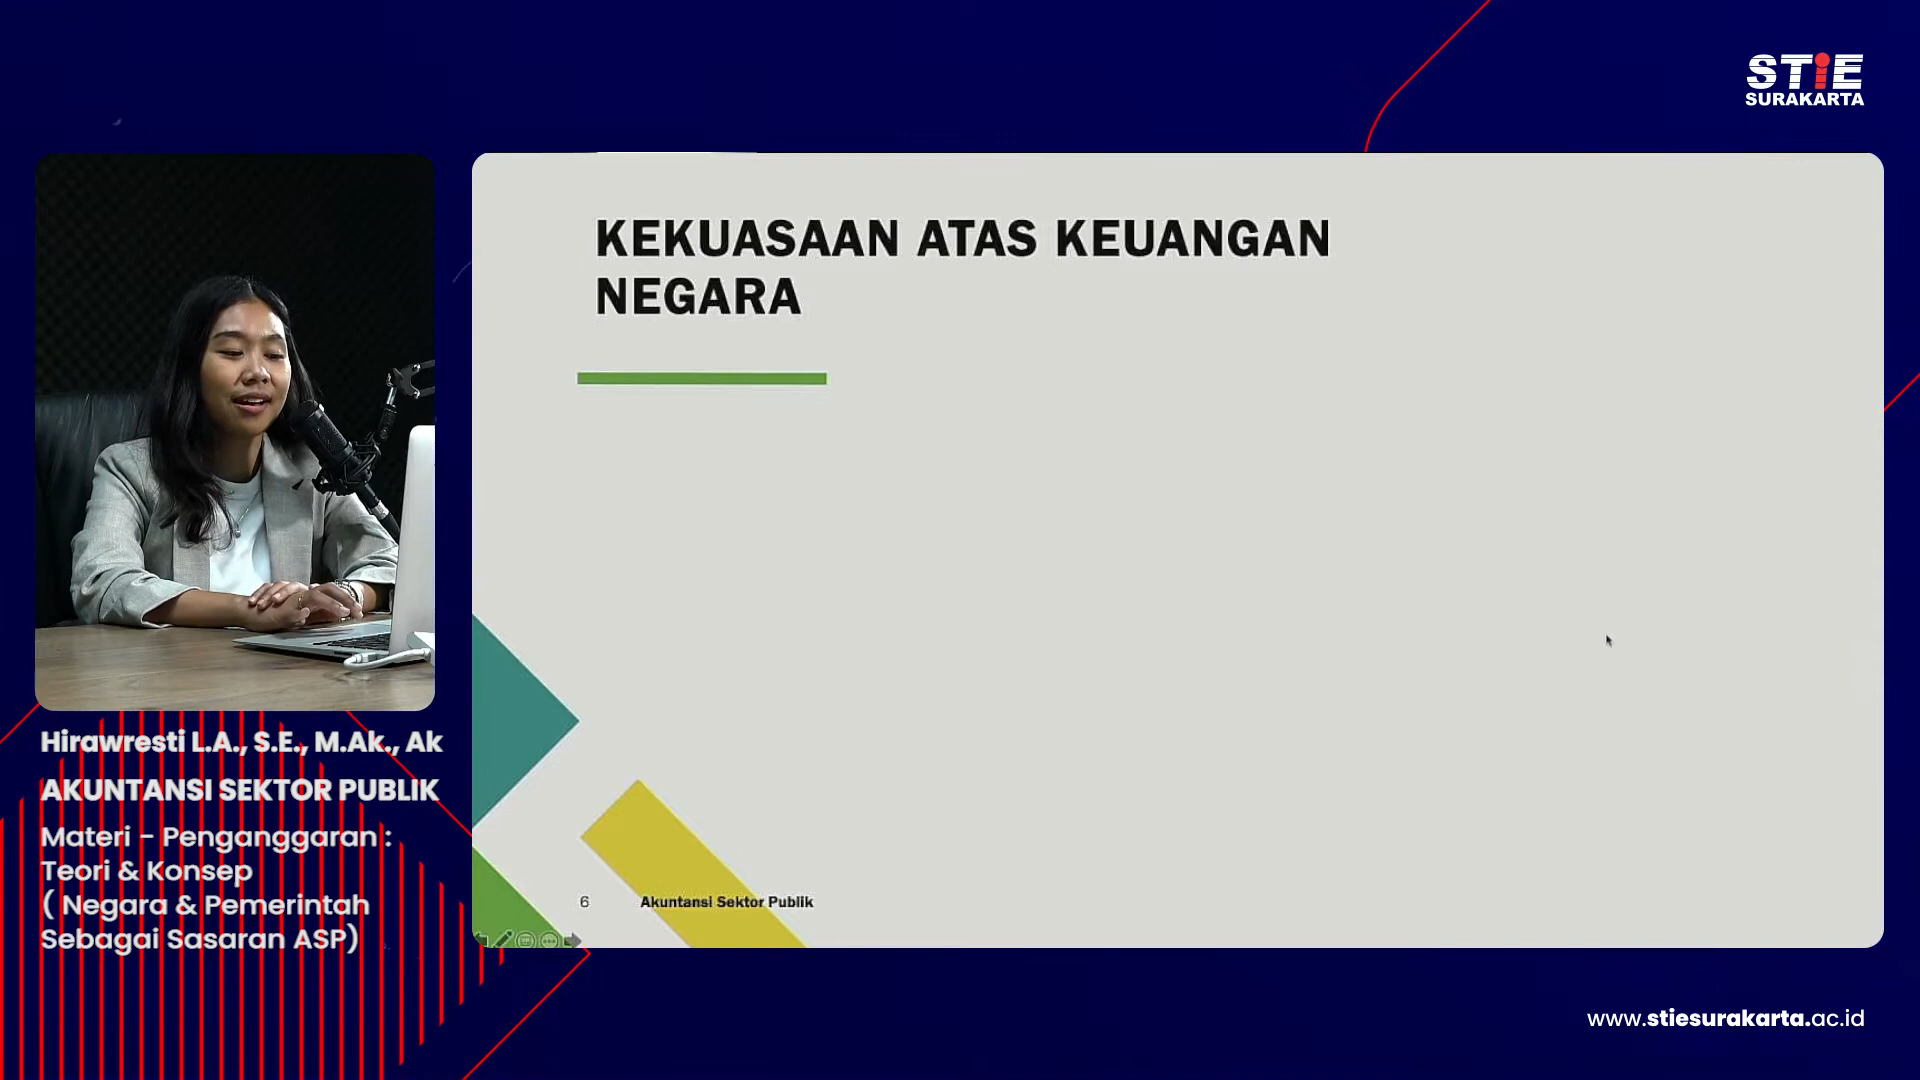 STiE
SURAKARTA
KEKUASAAN ATAS KEUANGAN
NEGARA
Hirawresti L.A., S.E., M.Ak., Ak
AKUNTANSI SEKTOR PUBLIK
Materi - Penganggaran :
Teori & Konsep
( Negara & Pemerintah
Sebagai Sasaran ASP)
6 Akuntansi Sektor Publik
www.stiesurakarta.ac.id